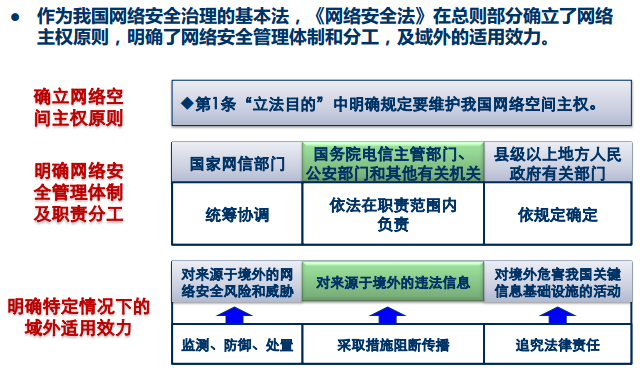 ● 作为我国网络安全治理的基本法，《网络安全法》在总则部分确立了网络
主权原则，明确了网络安全管理体制和分工，及域外的适用效力。
确立网络空
间主权原则
◆第1条“立法目的”中明确规定要维护我国网络空间主权。
明确网络安
全管理体制
及职责分工
国家网信部门
国务院电信主管部门、
公安部门和其他有关机关
县级以上地方人民
政府有关部门
统筹协调
依法在职责范围内
负责
依规定确定
明确特定情况下的
域外适用效力
对来源于境外的网
络安全风险和威胁
对来源于境外的违法信息
对境外危害我国关键
信息基础设施的活动
监测、防御、处置
采取措施阻断传播
追究法律责任